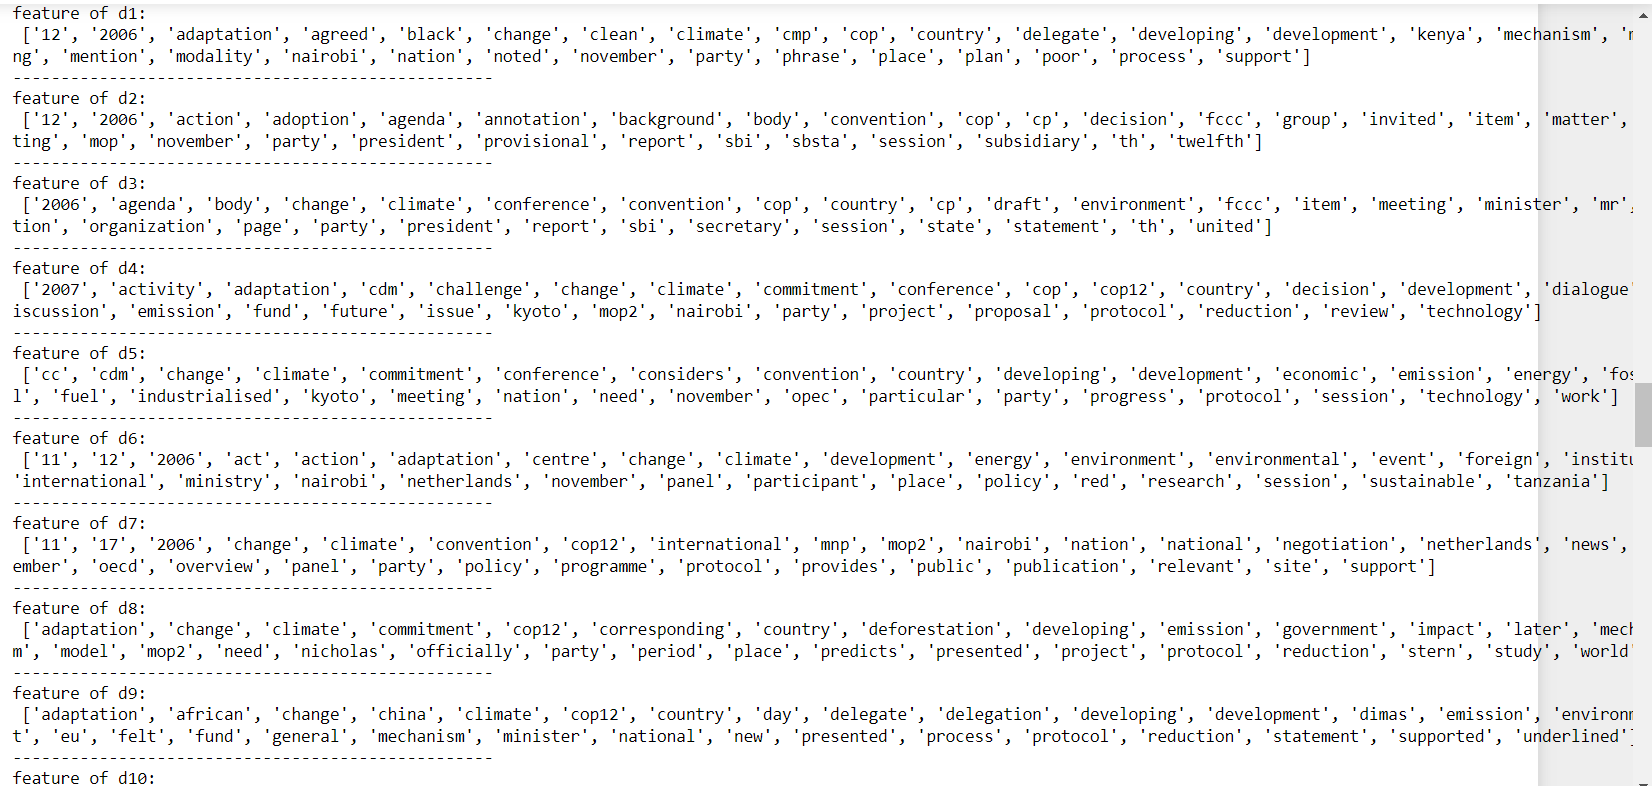 feature of d1:
['12', '2006', 'adaptation', 'agreed', 'black', 'change', 'clean', 'climate', 'cmp', 'cop', 'country', 'delegate', 'developing', 'development', 'kenya', 'mechanism',
ng', 'mention', 'modality', 'nairobi', 'nation', 'noted', 'november', 'party', 'phrase', 'place', 'plan', 'poor', 'process', 'support']
--------------------------------------------------
feature of d2:
['12', '2006', 'action', 'adoption', 'agenda', 'annotation', 'background', 'body', 'convention', 'cop', 'cp', 'decision', 'fccc', 'group', 'invited', 'item', 'matter',
ting', 'mop', 'november', 'party', 'president', 'provisional', 'report', 'sbi', 'sbsta', 'session', 'subsidiary', 'th', 'twelfth']
--------------------------------------------------
feature of d3:
['2006', 'agenda', 'body', 'change', 'climate', 'conference', 'convention', 'cop', 'country', 'cp', 'draft', 'environment', 'fccc', 'item', 'meeting', 'minister', 'mr',
tion', 'organization', 'page', 'party', 'president', 'report', 'sbi', 'secretary', 'session', 'state', 'statement', 'th', 'united']
--------------------------------------------------
feature of d4:
['2007', 'activity', 'adaptation', 'cdm', 'challenge', 'change', 'climate', 'commitment', 'conference', 'cop', 'cop12', 'country', 'decision', 'development', 'dialogue'
iscussion', 'emission', 'fund', 'future', 'issue', 'kyoto', 'mop2', 'nairobi', 'party', 'project', 'proposal', 'protocol', 'reduction', 'review', 'technology']
--------------------------------------------------
feature of d5:
['cc', 'cdm', 'change', 'climate', 'commitment', 'conference', 'considers', 'convention', 'country', 'developing', 'development', 'economic', 'emission', 'energy', 'fos
l', 'fuel', 'industrialised', 'kyoto', 'meeting', 'nation', 'need', 'november', 'opec', 'particular', 'party', 'progress', 'protocol', 'session', 'technology', 'work']
--------------------------------------------------
feature of d6:
['11', '12', '2006', 'act', 'action', 'adaptation', 'centre', 'change', 'climate', 'development', 'energy', 'environment', 'environmental', 'event', 'foreign', 'institu
'international', 'ministry', 'nairobi', 'netherlands', 'november', 'panel', 'participant', 'place', 'policy', 'red', 'research', 'session', 'sustainable', 'tanzania']
--------------------------------------------------
feature of d7:
['11', '17', '2006', 'change', 'climate', 'convention', 'cop12', 'international', 'mnp', 'mop2', 'nairobi', 'nation', 'national', 'negotiation', 'netherlands', 'news',
ember', 'oecd', 'overview', 'panel', 'party', 'policy', 'programme', 'protocol', 'provides', 'public', 'publication', 'relevant', 'site', 'support']
--------------------------------------------------
feature of d8:
['adaptation', 'change', 'climate', 'commitment', 'cop12', 'corresponding', 'country', 'deforestation', 'developing', 'emission', 'government', 'impact', 'later', 'mech
m', 'model', 'mop2', 'need', 'nicholas', 'officially', 'party', 'period', 'place', 'predicts', 'presented', 'project', 'protocol', 'reduction', 'stern', 'study', 'world'
--------------------------------------------------
feature of d9:
['adaptation', 'african', 'change', 'china', 'climate', 'cop12', 'country', 'day', 'delegate', 'delegation', 'developing', 'development', 'dimas', 'emission', 'environm
t', 'eu', 'felt', 'fund', 'general', 'mechanism', 'minister', 'national', 'new', 'presented', 'process', 'protocol', 'reduction', 'statement', 'supported', 'underlined']
--------------------------------------------------
feature of d10: